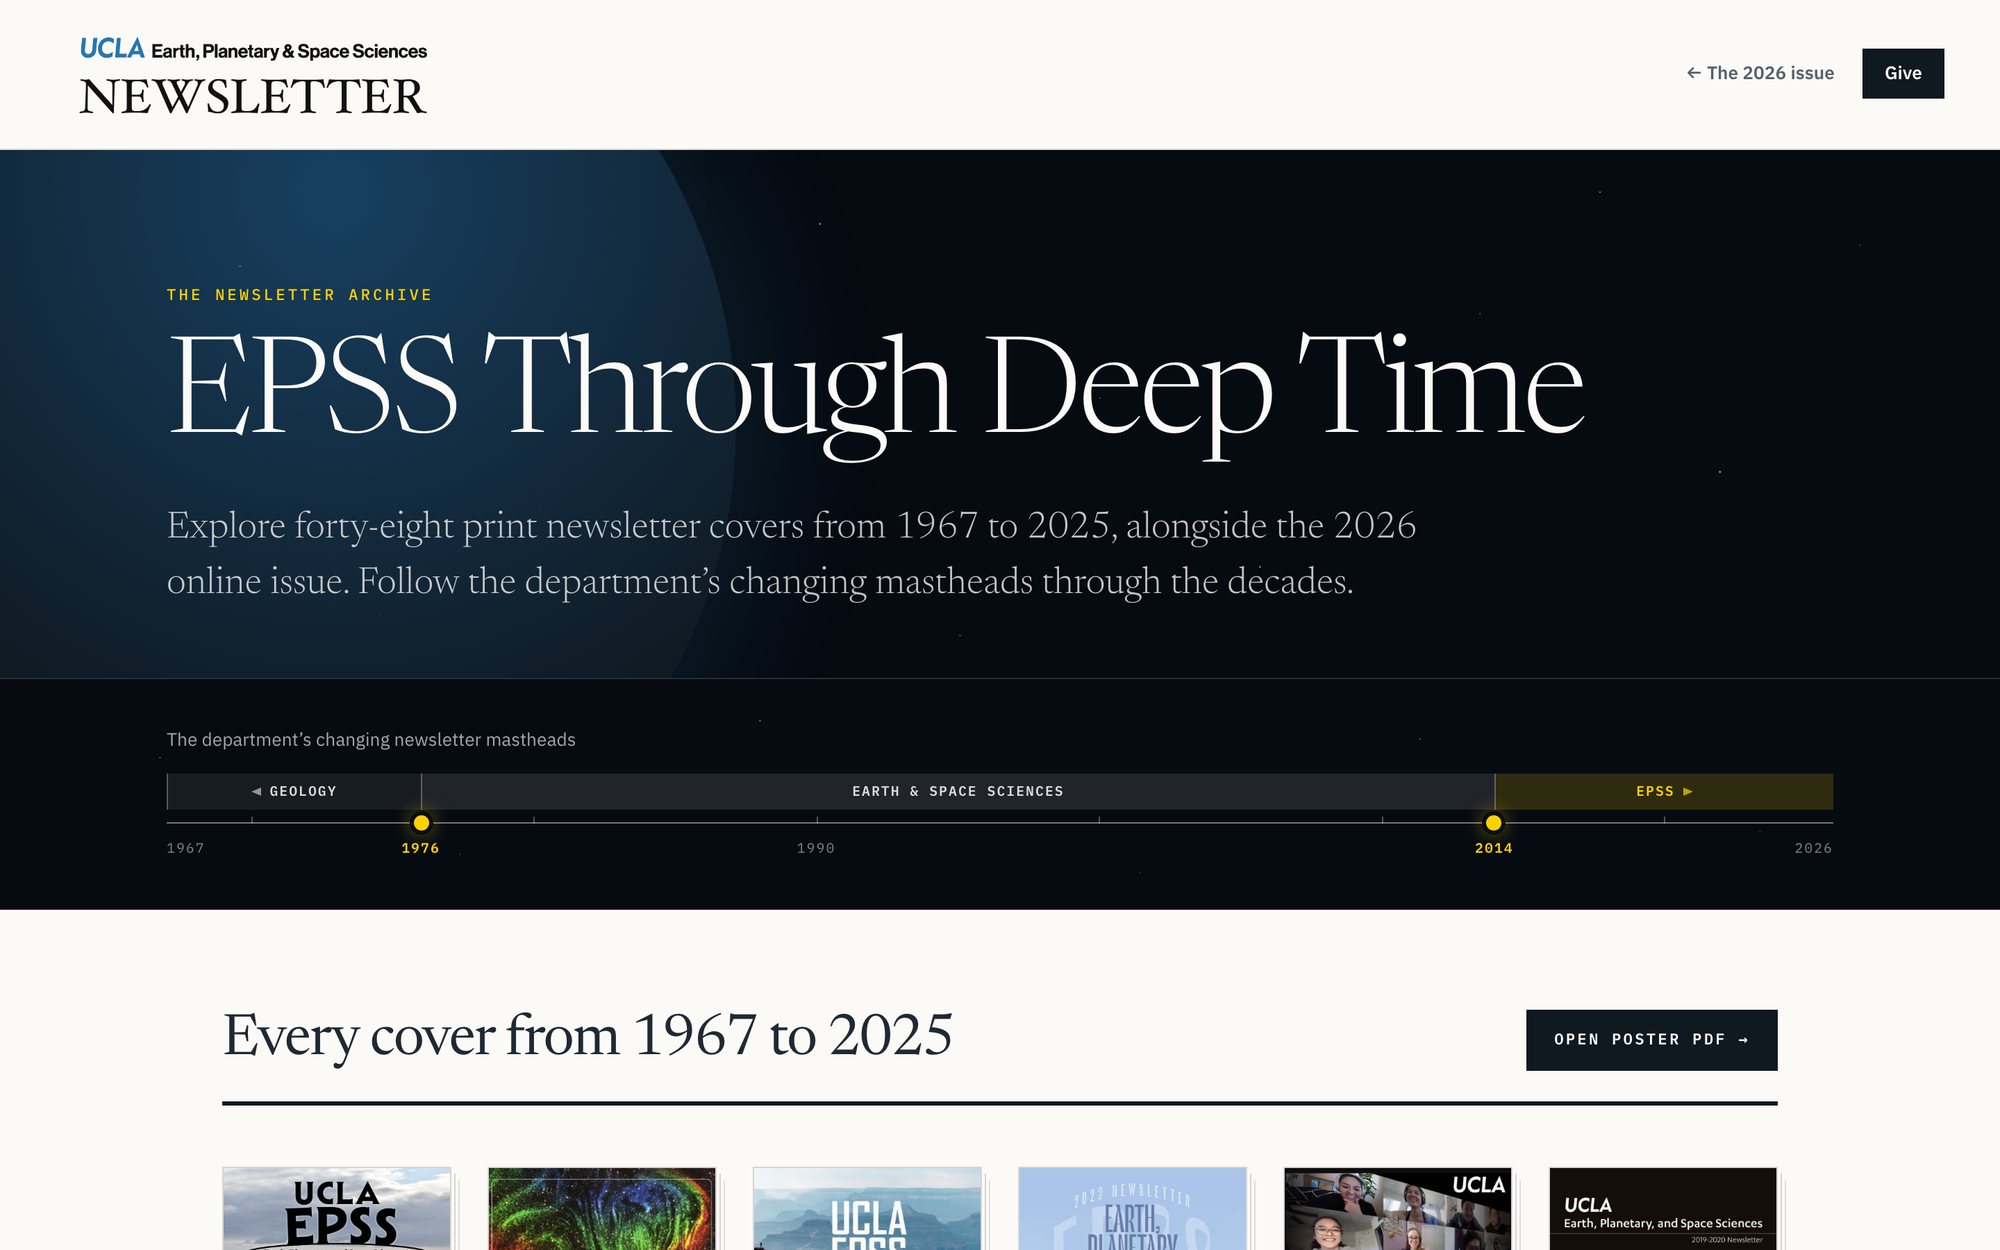 UCLA Earth, Planetary & Space Sciences
NEWSLETTER
← The 2026 issue
Give
THE NEWSLETTER ARCHIVE
EPSS Through Deep Time
Explore forty-eight print newsletter covers from 1967 to 2025, alongside the 2026
online issue. Follow the department’s changing mastheads through the decades.
The department’s changing newsletter mastheads
◄ GEOLOGY
EARTH & SPACE SCIENCES
EPSS ►
1967
1976
1990
2014
2026
Every cover from 1967 to 2025
OPEN POSTER PDF →
UCLA
EPSS
UCLA
EPSS
2022 NEWSLETTER
EARTH,
PLANETARY
UCLA
UCLA
Earth, Planetary, and Space Sciences
2019-2020 Newsletter